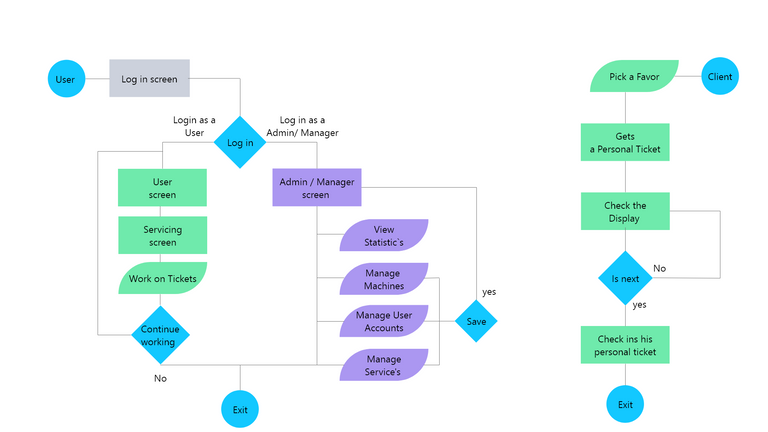 User
Log in screen
Login as a
User
Log in as a
Admin/ Manager
Log in
User
screen
Admin / Manager
screen
Servicing
screen
View
Statistic`s
Work on Tickets
Manage
Machines
yes
Continue
working
Manage User
Accounts
Save
No
Manage
Service's
Exit
Pick a Favor
Client
Gets
a Personal Ticket
Check the
Display
Is next
No
yes
Check ins his
personal ticket
Exit